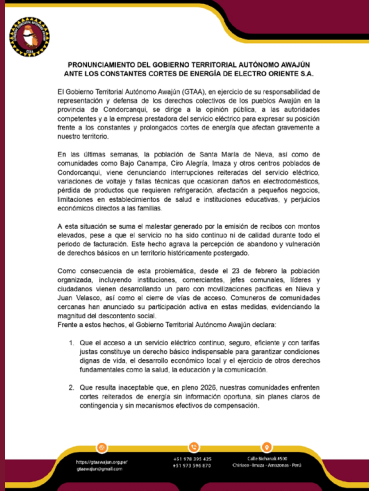 PRONUNCIAMIENTO DEL GOBIERNO TERRITORIAL AUTÓNOMO AWAJÚN
ANTE LOS CONSTANTES CORTES DE ENERGÍA DE ELECTRO ORIENTE S.A.
El Gobierno Territorial Autónomo Awajún (GTAA), en ejercicio de su responsabilidad de
representación y defensa de los derechos colectivos de los pueblos Awajún en la
provincia de Condorcanqui, se dirige a la opinión pública, a las autoridades
competentes y a la empresa prestadora del servicio eléctrico para expresar su posición
frente a los constantes y prolongados cortes de energía que afectan gravemente a
nuestro territorio.
En las últimas semanas, la población de Santa María de Nieva, así como de
comunidades como Bajo Canampa, Ciro Alegría, Imaza y otros centros poblados de
Condorcanqui, viene denunciando interrupciones reiteradas del servicio eléctrico,
variaciones de voltaje y fallas técnicas que ocasionan daños en electrodomésticos,
pérdida de productos que requieren refrigeración, afectación a pequeños negocios,
limitaciones en establecimientos de salud e instituciones educativas, y perjuicios
económicos directos a las familias.
A esta situación se suma el malestar generado por la emisión de recibos con montos
elevados, pese a que el servicio no ha sido continuo ni de calidad durante todo el
periodo de facturación. Este hecho agrava la percepción de abandono y vulneración
de derechos básicos en un territorio históricamente postergado.
Como consecuencia de esta problemática, desde el 23 de febrero la población
organizada, incluyendo instituciones, comerciantes, jefes comunales, líderes y
ciudadanos vienen desarrollando un paro con movilizaciones pacíficas en Nieva y
Juan Velasco, así como el cierre de vías de acceso. Comuneros de comunidades
cercanas han anunciado su participación activa en estas medidas, evidenciando la
magnitud del descontento social.
Frente a estos hechos, el Gobierno Territorial Autónomo Awajún declara:
1. Que el acceso a un servicio eléctrico continuo, seguro, eficiente y con tarifas
justas constituye un derecho básico indispensable para garantizar condiciones
dignas de vida, el desarrollo económico local y el ejercicio de otros derechos
fundamentales como la salud, la educación y la comunicación.
2. Que resulta inaceptable que, en pleno 2025, nuestras comunidades enfrenten
cortes reiterados de energía sin información oportuna, sin planes claros de
contingencia y sin mecanismos efectivos de compensación.
https://gtaawajun.org.pe/
gtaawajun@gmail.com
+51 978 395 425
Chiriaco - Imaza - Amazonas - Perú